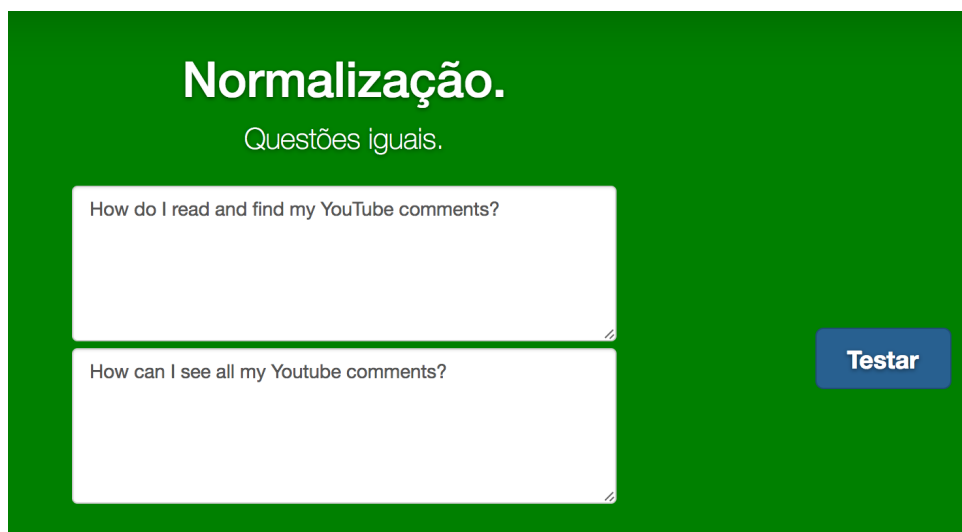 Normalização.
Questões iguais.
How do I read and find my YouTube comments?
How can I see all my Youtube comments?
Testar